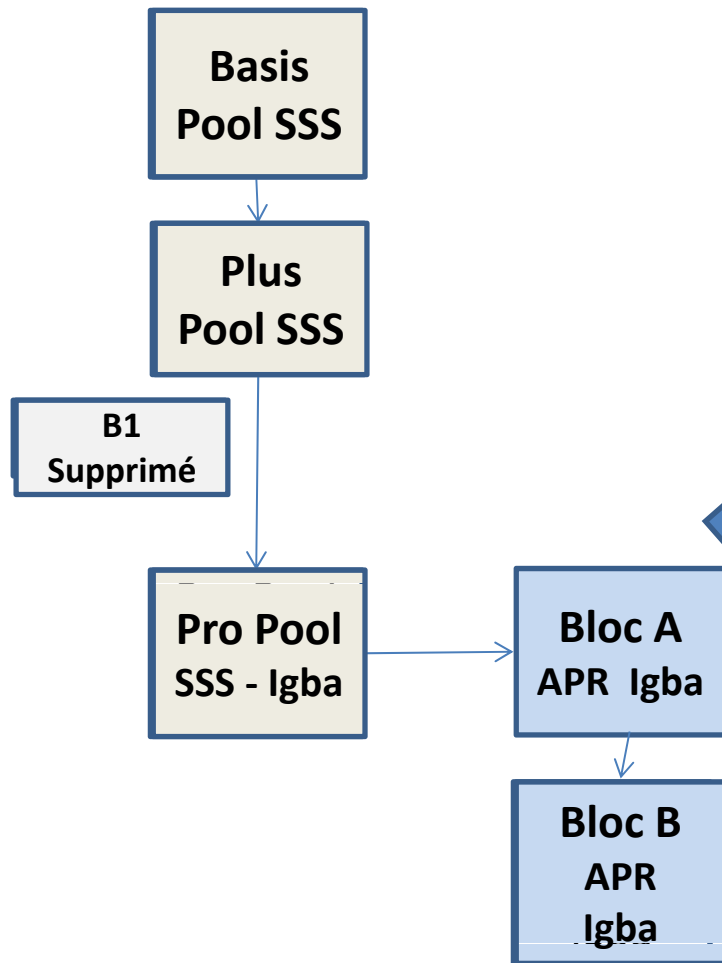 Basis
Pool SSS
Plus
Pool SSS
B1
Supprimé
Pro Pool
SSS - Igba
Bloc A
APR Igba
Bloc B
APR
Igba